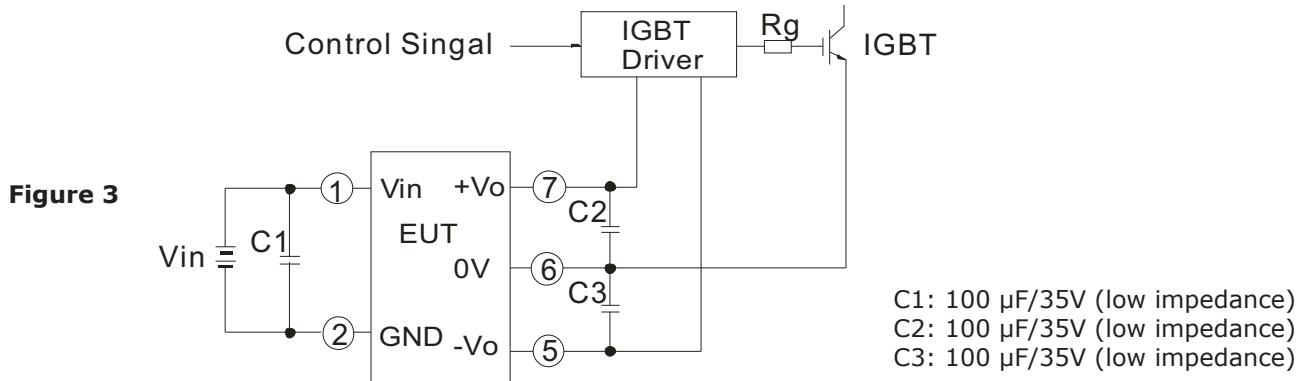 Control Singal
IGBT
Driver
Rg
IGBT
Figure 3
Vin
C1
1
Vin
+Vo
7
C2
EUT
0V
6
C3
2
GND
-Vo
5
C1: 100 µF/35V (low impedance)
C2: 100 µF/35V (low impedance)
C3: 100 µF/35V (low impedance)